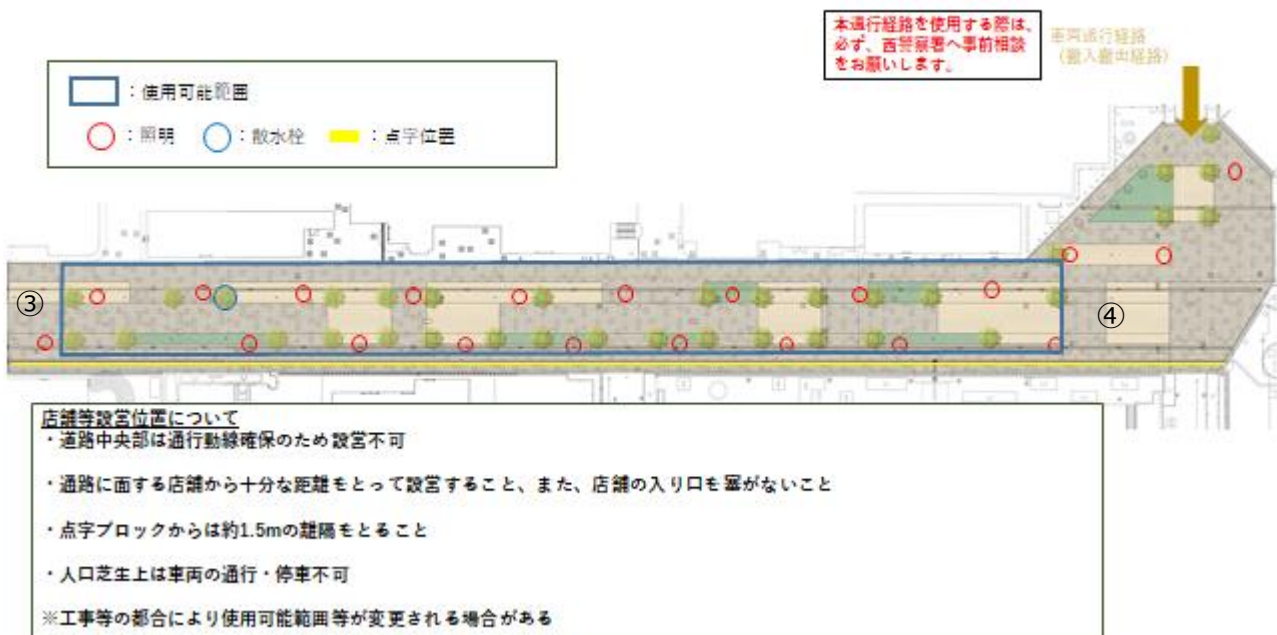 本通行経路を使用する際は、
必ず、西警察署へ事前相談
をお願いします。
車両通行経路
（搬入搬出経路）
：使用可能範囲
：照明 ：散水栓 ：点字位置
③
④
店舗等設営位置について
・道路中央部は通行動線確保のため設営不可
・通路に面する店舗から十分な距離をとって設営すること、また、店舗の入り口を塞がないこと
・点字ブロックからは約1.5mの離隔をとること
・人口芝生上は車両の通行・停車不可
※工事等の都合により使用可能範囲等が変更される場合がある